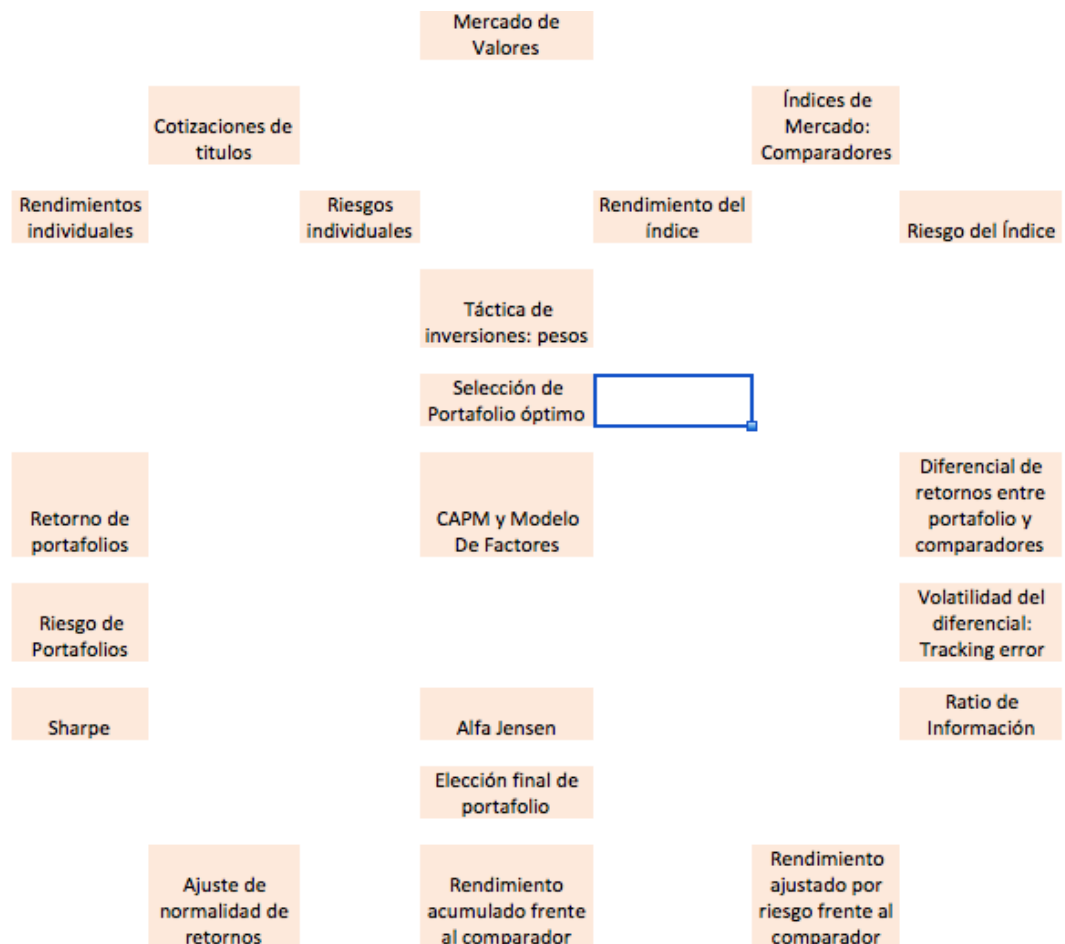 Mercado de
Valores
Cotizaciones de
titulos
Índices de
Mercado:
Comparadores
Rendimientos
individuales
Riesgos
individuales
Rendimiento del
índice
Riesgo del Índice
Táctica de
inversiones: pesos
Selección de
Portafolio óptimo
Retorno de
portafolios
CAPM y Modelo
De Factores
Diferencial de
retornos entre
portafolio y
comparadores
Riesgo de
Portafolios
Volatilidad del
diferencial:
Tracking error
Sharpe
Alfa Jensen
Ratio de
Información
Elección final de
portafolio
Ajuste de
normalidad de
retornos
Rendimiento
acumulado frente
al comparador
Rendimiento
ajustado por
riesgo frente al
comparador